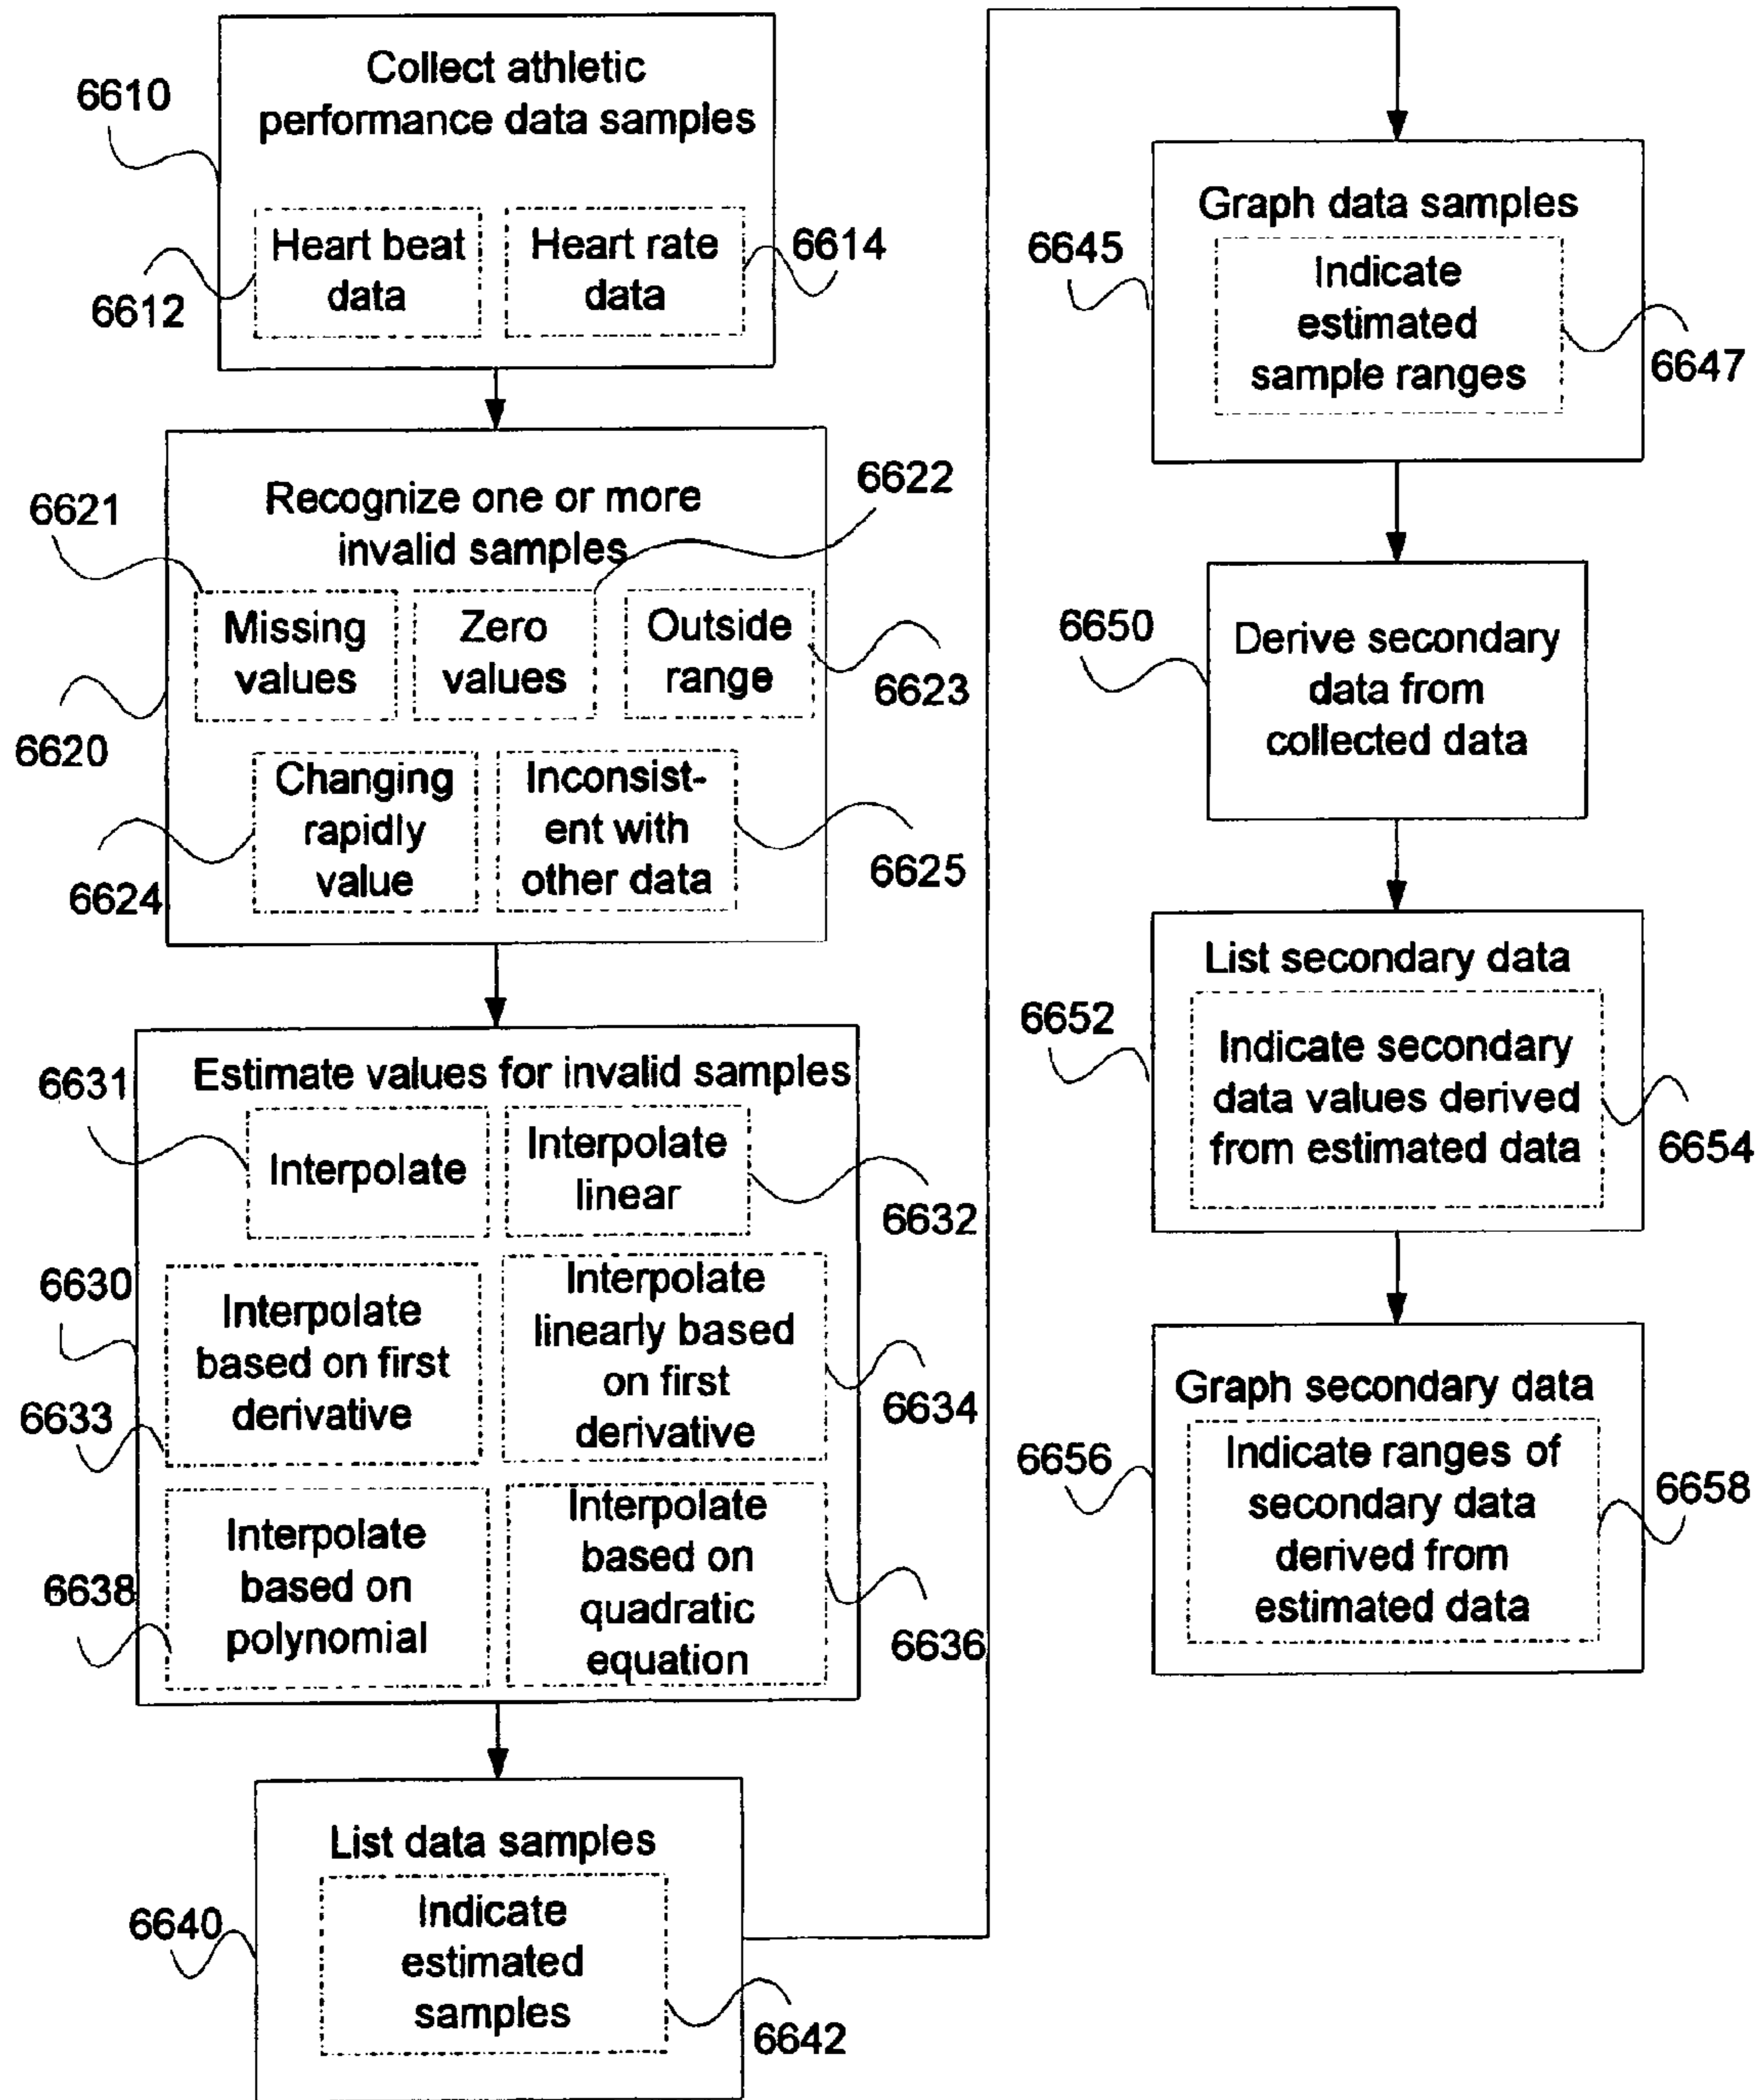 Collect athletic
performance data samples
6610
Heart beat
data
Heart rate
data
6614
6612
Recognize one or more
invalid samples
6622
6621
Missing
values
Zero
values
Outside
range
6623
6620
Changing
rapidly
value
Inconsist-
ent with
other data
6624
6625
Estimate values for invalid samples
6631
Interpolate
Interpolate
linear
6632
6630
Interpolate
based on first
derivative
Interpolate
linearly based
on first
derivative
6633
6634
Interpolate
based on
polynomial
Interpolate
based on
quadratic
equation
6638
6636
List data samples
Indicate
estimated
samples
6640
6642
Graph data samples
6645
Indicate
estimated
sample ranges
6647
6650
Derive secondary
data from
collected data
List secondary data
6652
Indicate secondary
data values derived
from estimated data
6654
Graph secondary data
6656
Indicate ranges of
secondary data
derived from
estimated data
6658